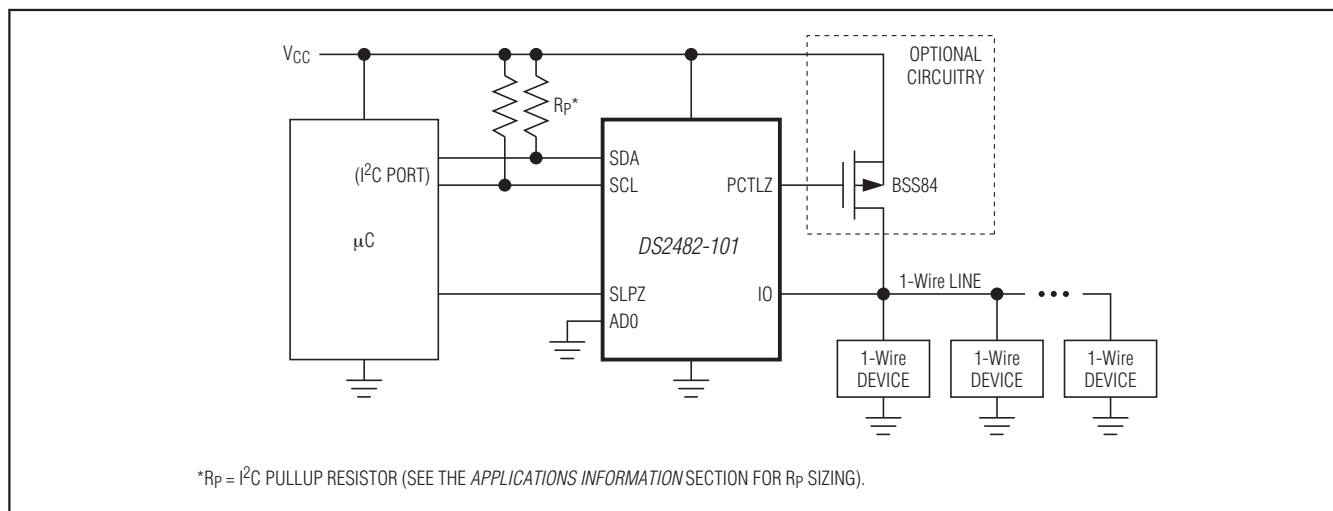 VCC
OPTIONAL
CIRCUITRY
RP*
(I2C PORT)
µC
SDA
SCL
SLPZ
AD0
PCTLZ
IO
DS2482-101
BSS84
1-Wire LINE
1-Wire
DEVICE
1-Wire
DEVICE
1-Wire
DEVICE
*RP = I2C PULLUP RESISTOR (SEE THE APPLICATIONS INFORMATION SECTION FOR RP SIZING).